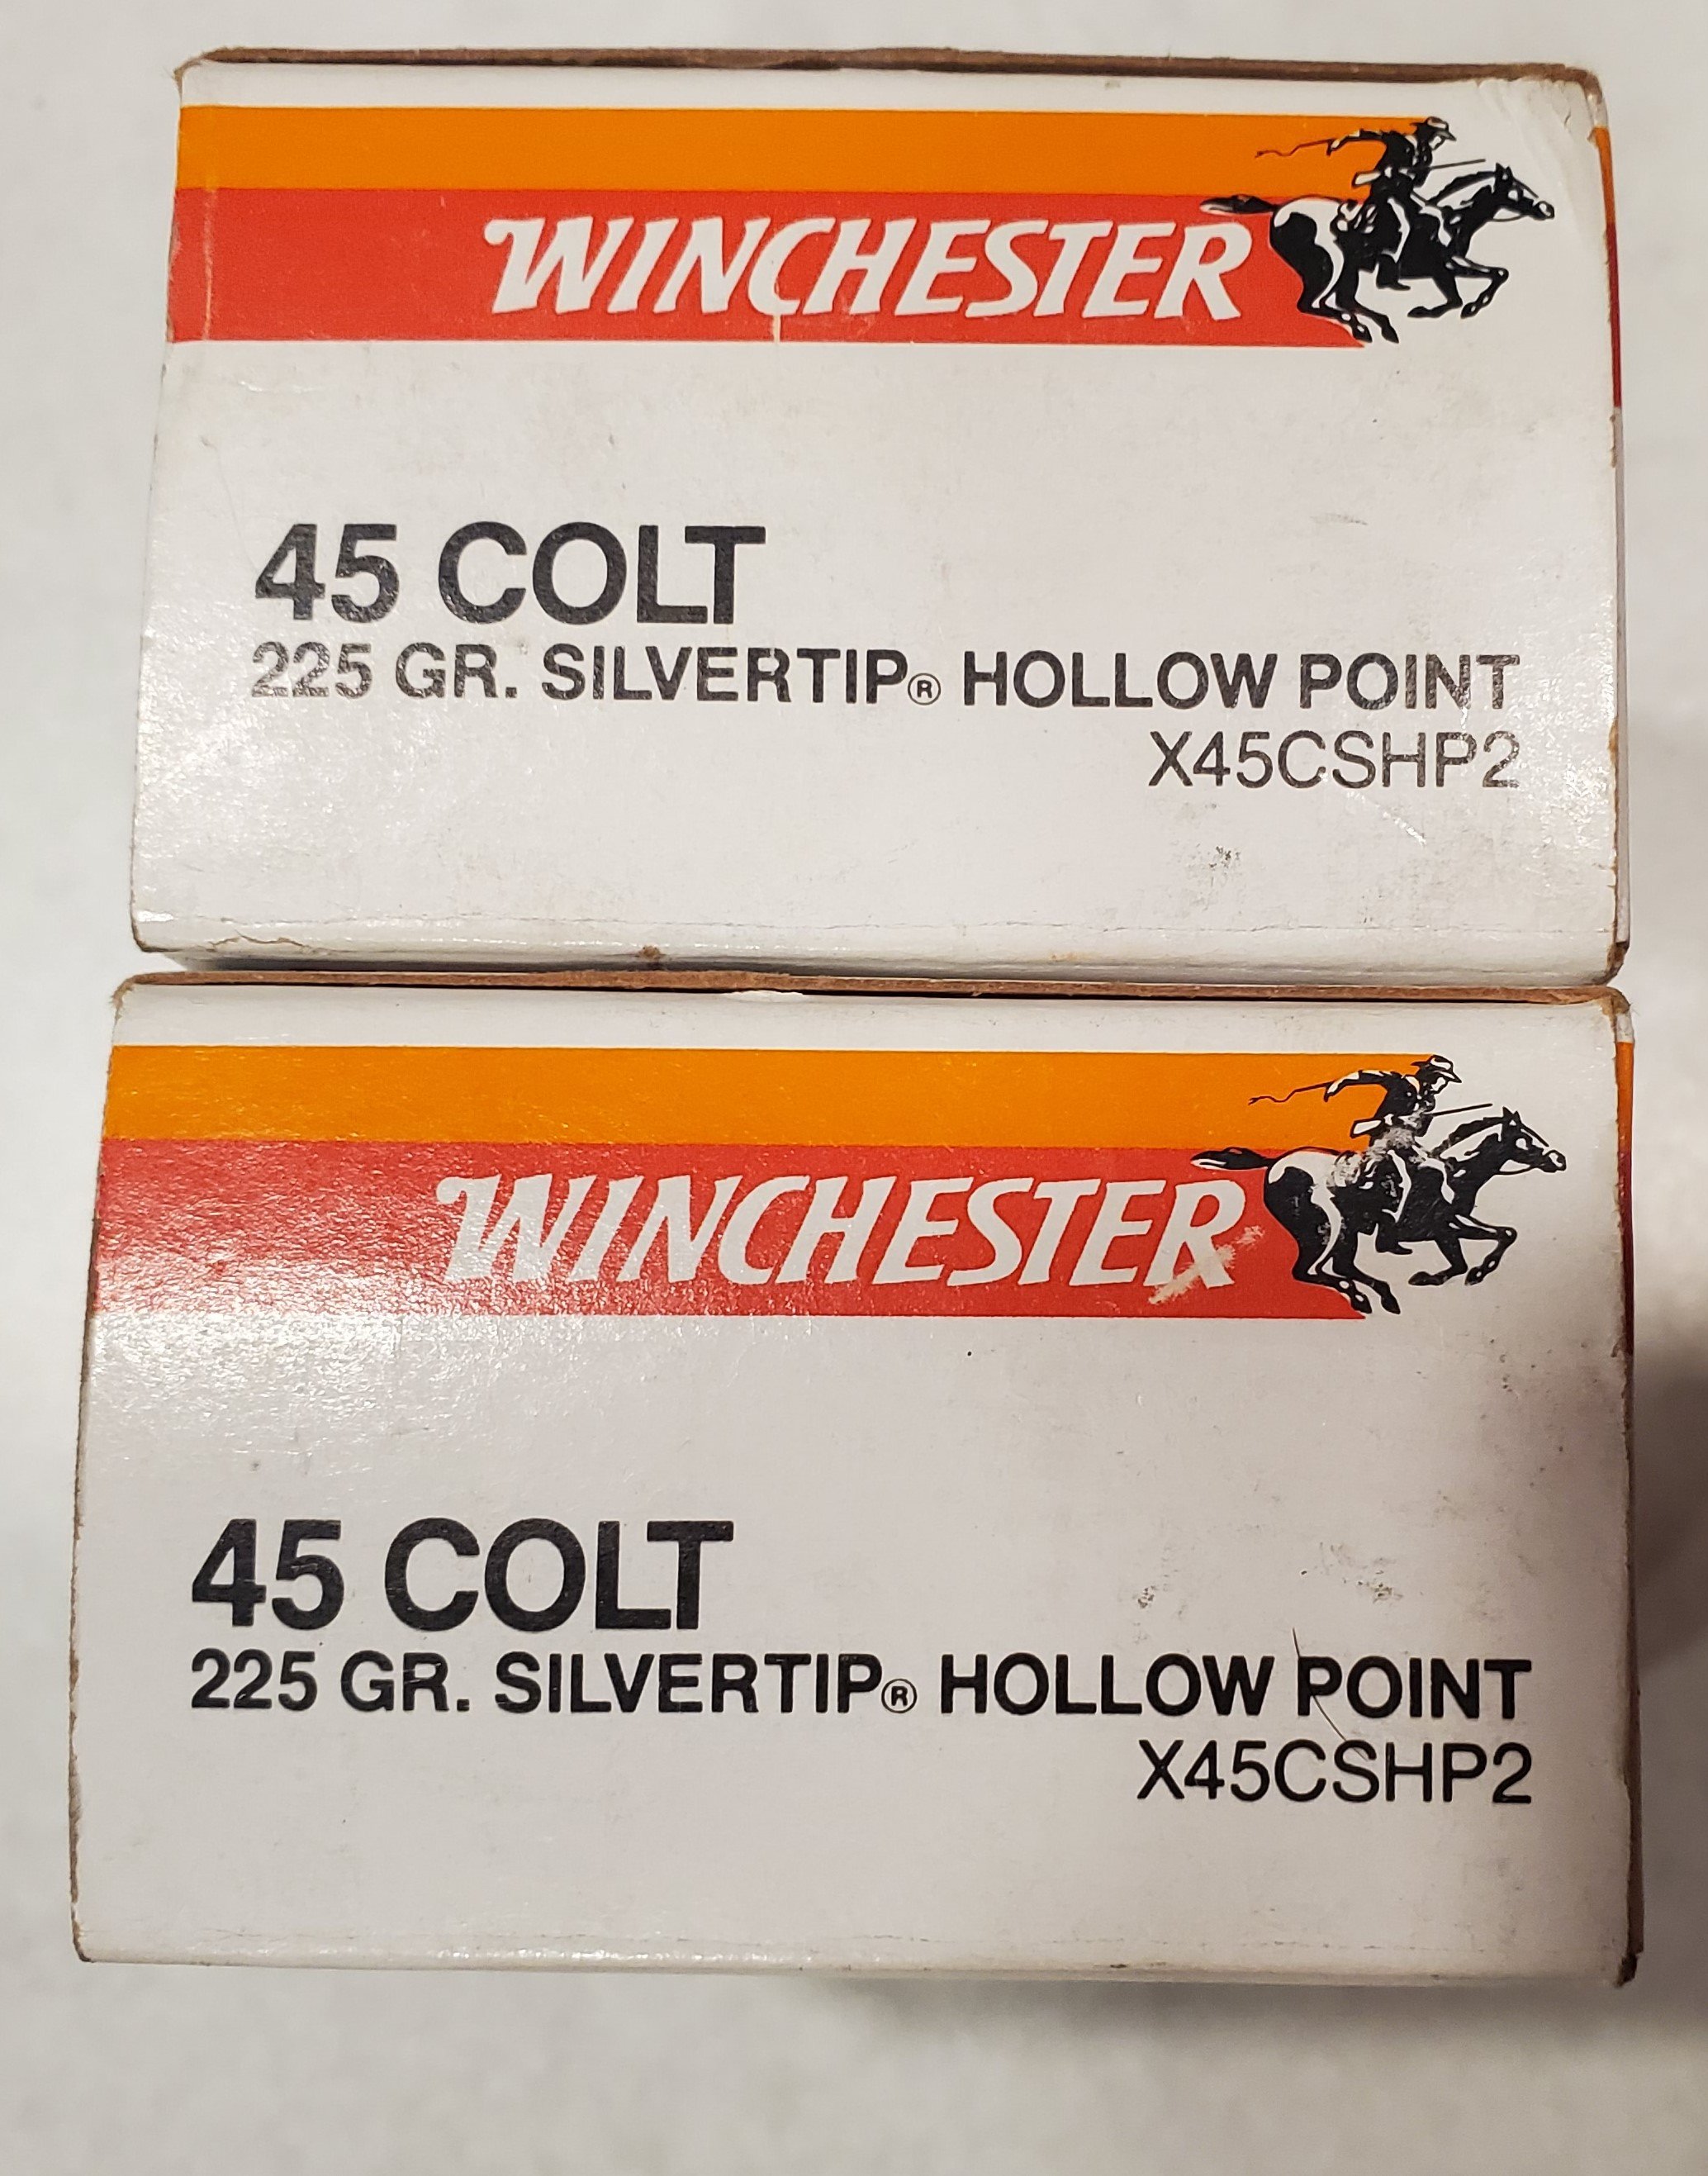 WINCHESTER
45 COLT
225 GR. SILVERTIP® HOLLOW POINT
X45CSHP2
WINCHESTER
45 COLT
225 GR. SILVERTIP® HOLLOW POINT
X45CSHP2